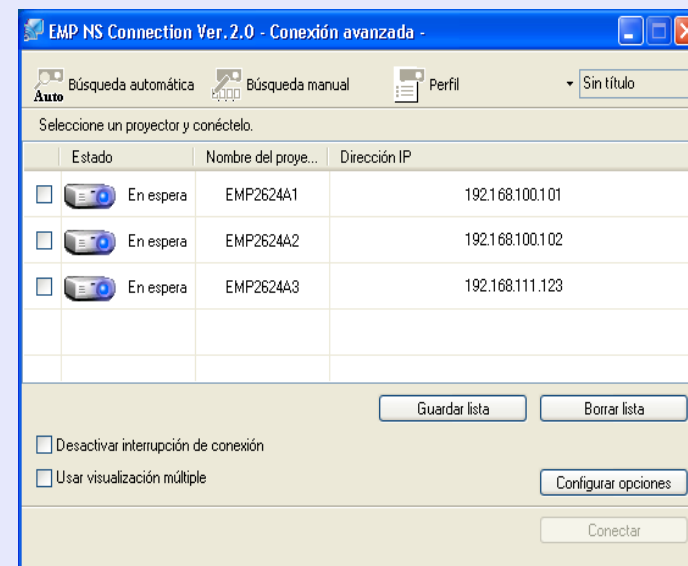 EMP NS Connection Ver.2.0 - Conexión avanzada -
Auto Búsqueda automática Búsqueda manual Perfil Sin título
Seleccione un proyector y conéctelo.
Estado Nombre del proye... Dirección IP
En espera EMP2624A1 192.168.100.101
En espera EMP2624A2 192.168.100.102
En espera EMP2624A3 192.168.111.123
Guardar lista Borrar lista
Desactivar interrupción de conexión
Usar visualización múltiple
Configurar opciones
Conectar